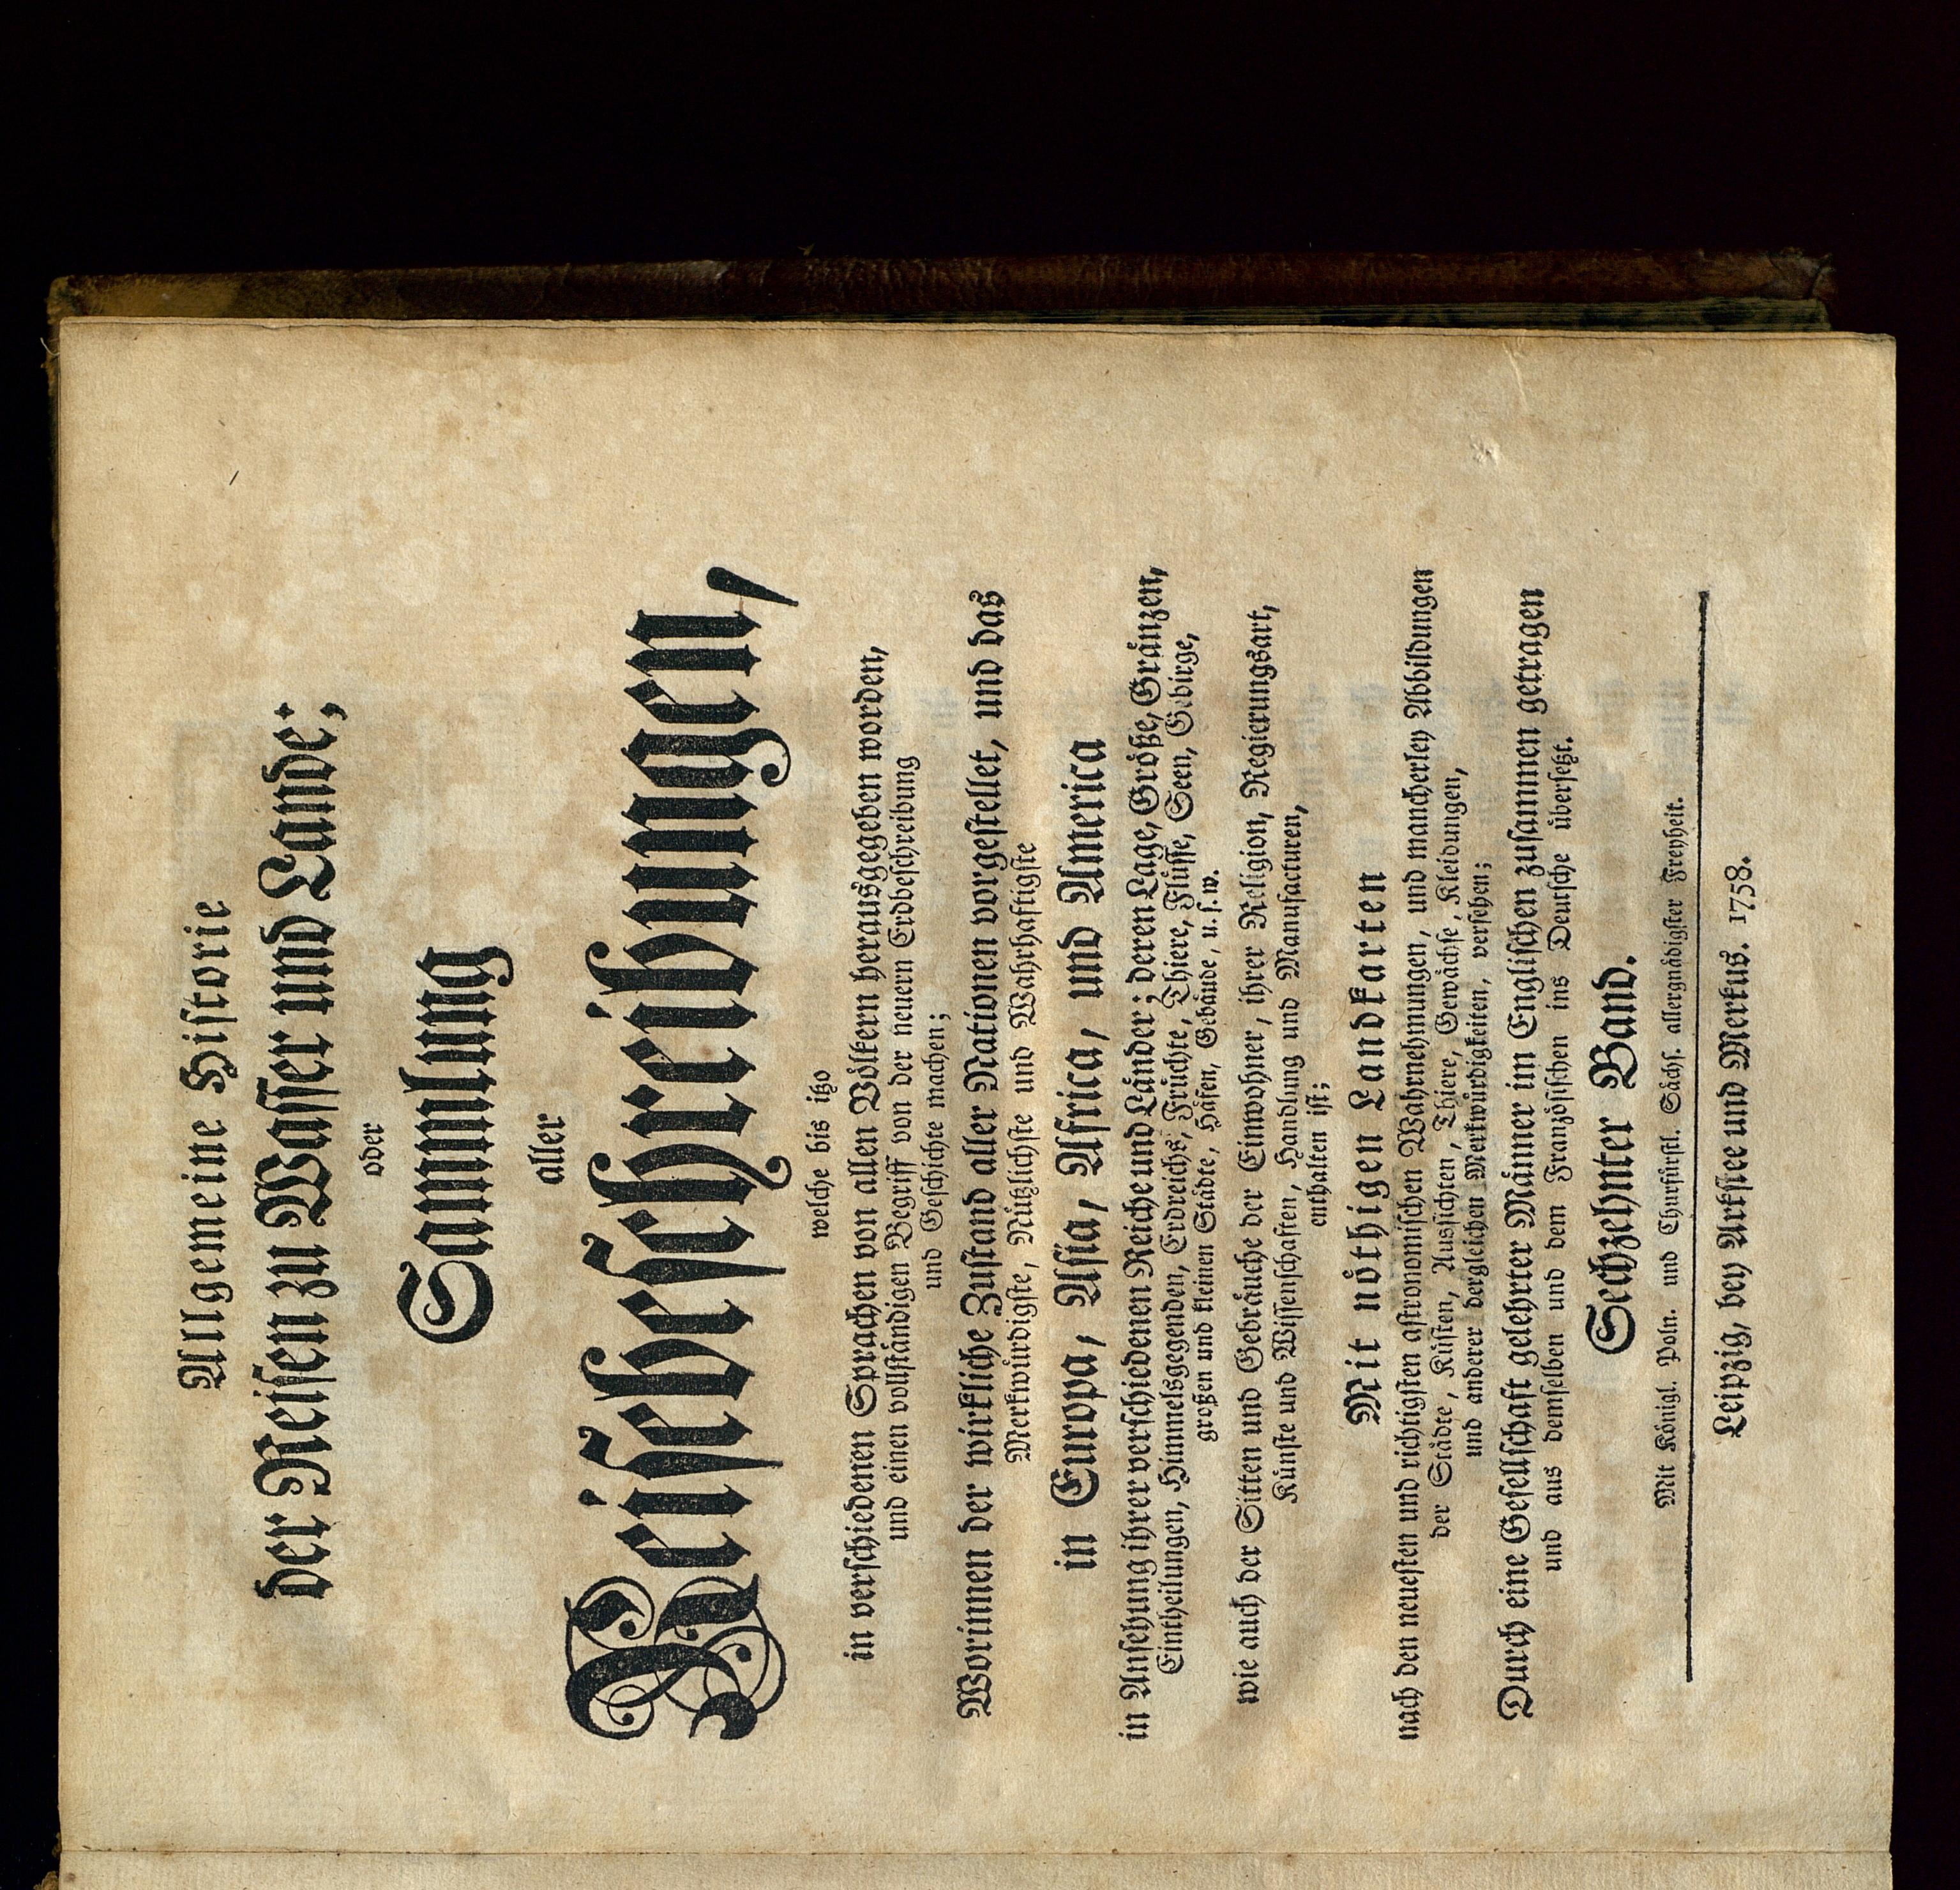 Allgemeine Historie
der Reisen zu Wasser und Lande;
oder
Sammlung
aller
Reisebeschreibungen,
welche bis itzo
in verschiedenen Sprachen von allen Völkern herausgegeben worden,
und einen vollständigen Begriff von der neuern Erdbeschreibung
und Geschichte machen;
Worinnen der wirkliche Zustand aller Nationen vorgestellet, und das
Merkwürdigste, Nützlichste und Wahrhaftigste
in Europa, Asia, Africa, und America
in Ansehung ihrer verschiedenen Reiche und Länder; deren Lage, Größe, Gränzen,
Eintheilungen, Himmelsgegenden, Erdreichs, Früchte, Thiere, Flüsse, Seen, Gebirge,
großen und kleinen Städte, Häfen, Gebäude, u. s. w.
wie auch der Sitten und Gebräuche der Einwohner, ihrer Religion, Regierungsart,
Künste und Wissenschaften, Handlung und Manufacturen,
enthalten ist;
Mit nöthigen Landkarten
nach den neuesten und richtigsten astronomischen Wahrnehmungen, und mancherley Abbildungen
der Städte, Küsten, Aussichten, Thiere, Gewächse, Kleidungen,
und anderer dergleichen Merkwürdigkeiten, versehen;
Durch eine Gesellschaft gelehrter Männer im Englischen zusammen getragen
und aus demselben und dem Französischen ins Deutsche übersetzt.
Sechzehnter Band.
Mit Königl. Poln. und Churfürstl. Sächs. allergnädigster Freyheit.
Leipzig, bey Arkstee und Merkus. 1758.